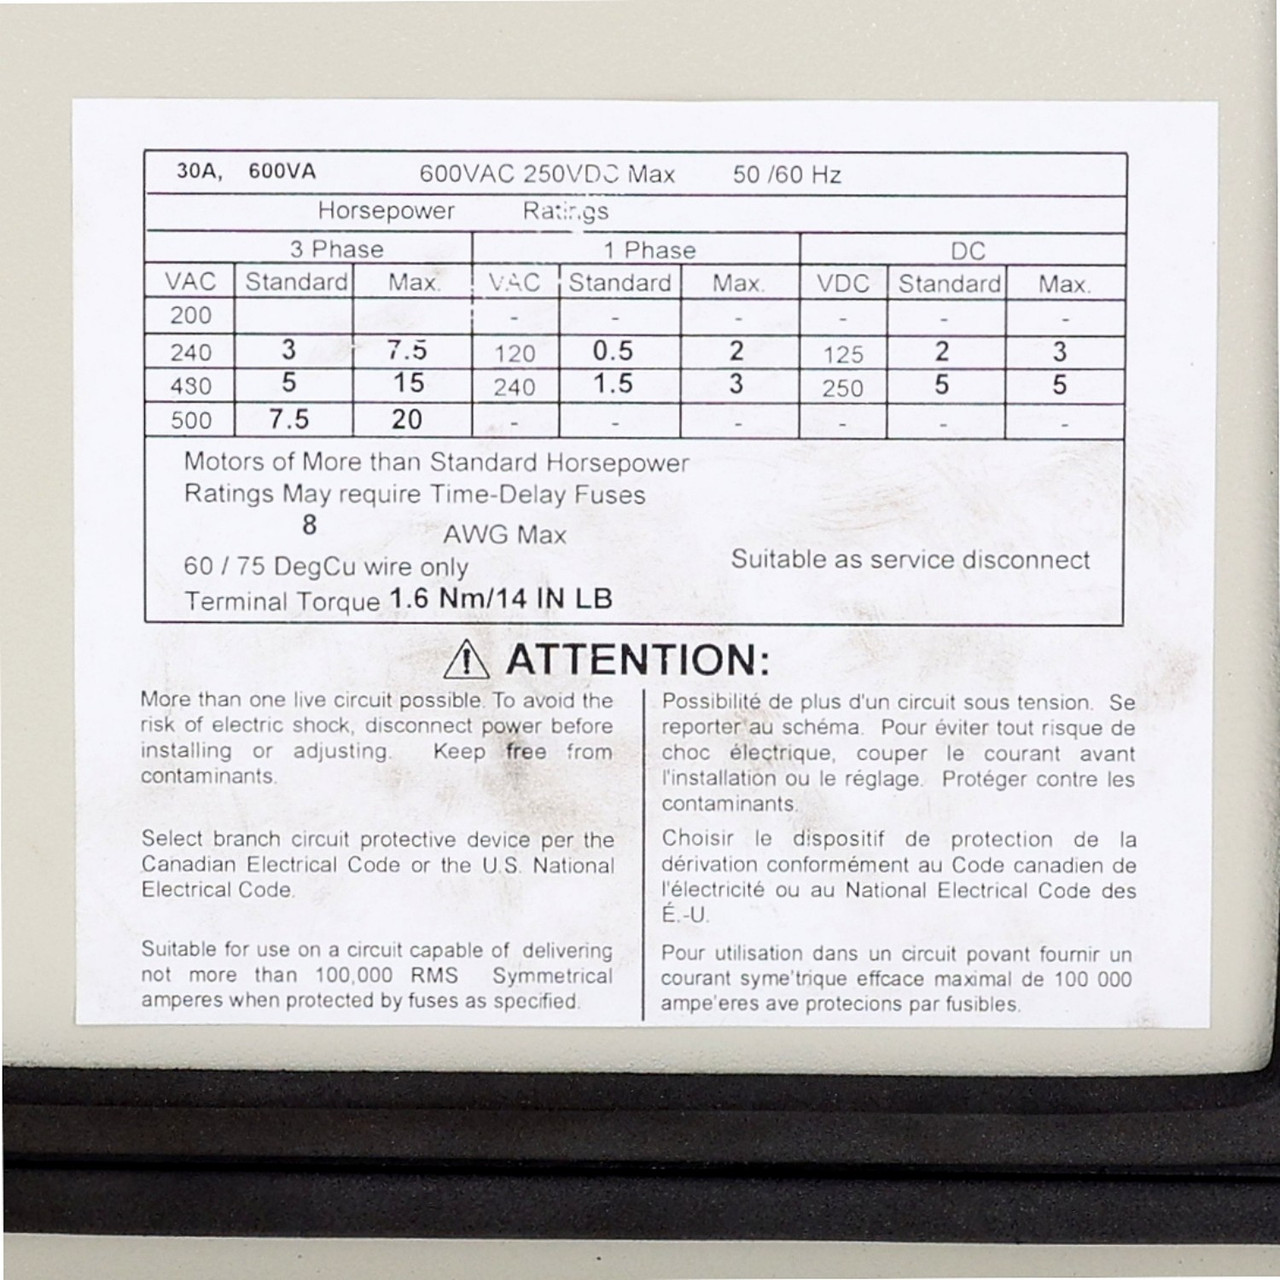 30A, 600VA 600VAC 250VDC Max 50 /60 Hz
Horsepower Ratings
3 Phase 1 Phase DC
VAC Standard Max. VAC Standard Max. VDC Standard Max.
200 - - - - - -
240 3 7.5 120 0.5 2 125 2 3
480 5 15 240 1.5 3 250 5 5
500 7.5 20 - - - - - -
Motors of More than Standard Horsepower
Ratings May require Time-Delay Fuses
8 AWG Max
60 / 75 DegCu wire only
Suitable as service disconnect
Terminal Torque 1.6 Nm/14 IN LB
ATTENTION:
More than one live circuit possible. To avoid the
risk of electric shock, disconnect power before
installing or adjusting. Keep free from
contaminants.
Select branch circuit protective device per the
Canadian Electrical Code or the U.S. National
Electrical Code.
Suitable for use on a circuit capable of delivering
not more than 100,000 RMS Symmetrical
amperes when protected by fuses as specified.
Possibilité de plus d'un circuit sous tension. Se
reporter au schéma. Pour éviter tout risque de
choc électrique, couper le courant avant
l'installation ou le réglage. Protéger contre les
contaminants.
Choisir le dispositif de protection de la
dérivation conformément au Code canadien de
l'électricité ou au National Electrical Code des
É.-U.
Pour utilisation dans un circuit povant fournir un
courant syme'trique effcace maximal de 100 000
ampe'eres ave protecions par fusibles.